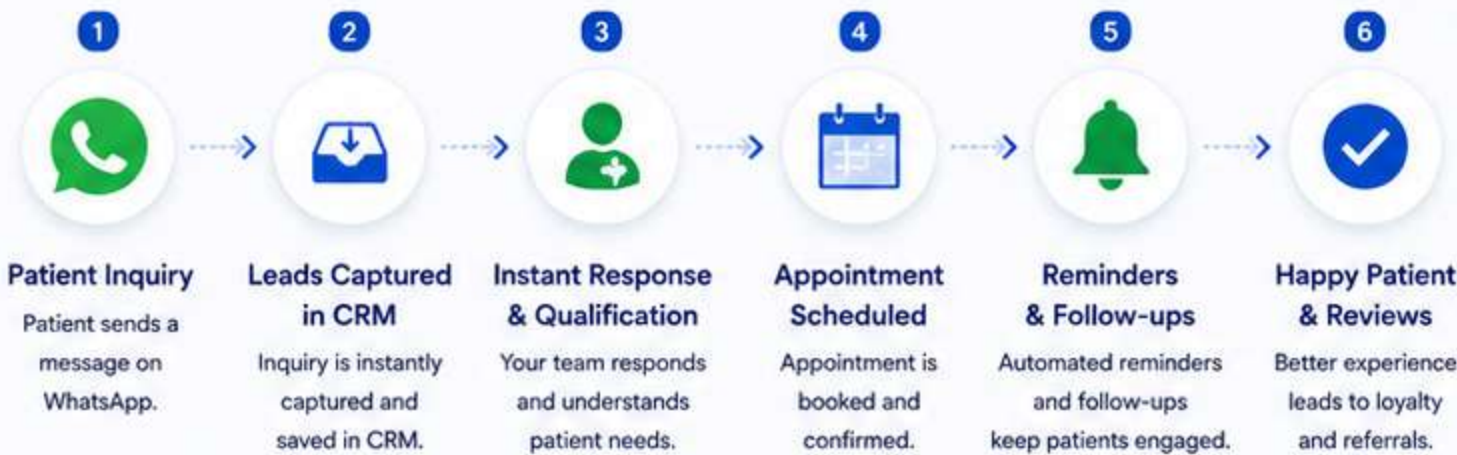 1
2
3
4
5
6
Patient Inquiry
Patient sends a
message on
WhatsApp.
Leads Captured
in CRM
Inquiry is instantly
captured and
saved in CRM.
Instant Response
& Qualification
Your team responds
and understands
patient needs.
Appointment
Scheduled
Appointment is
booked and
confirmed.
Reminders
& Follow-ups
Automated reminders
and follow-ups
keep patients engaged.
Happy Patient
& Reviews
Better experience
leads to loyalty
and referrals.